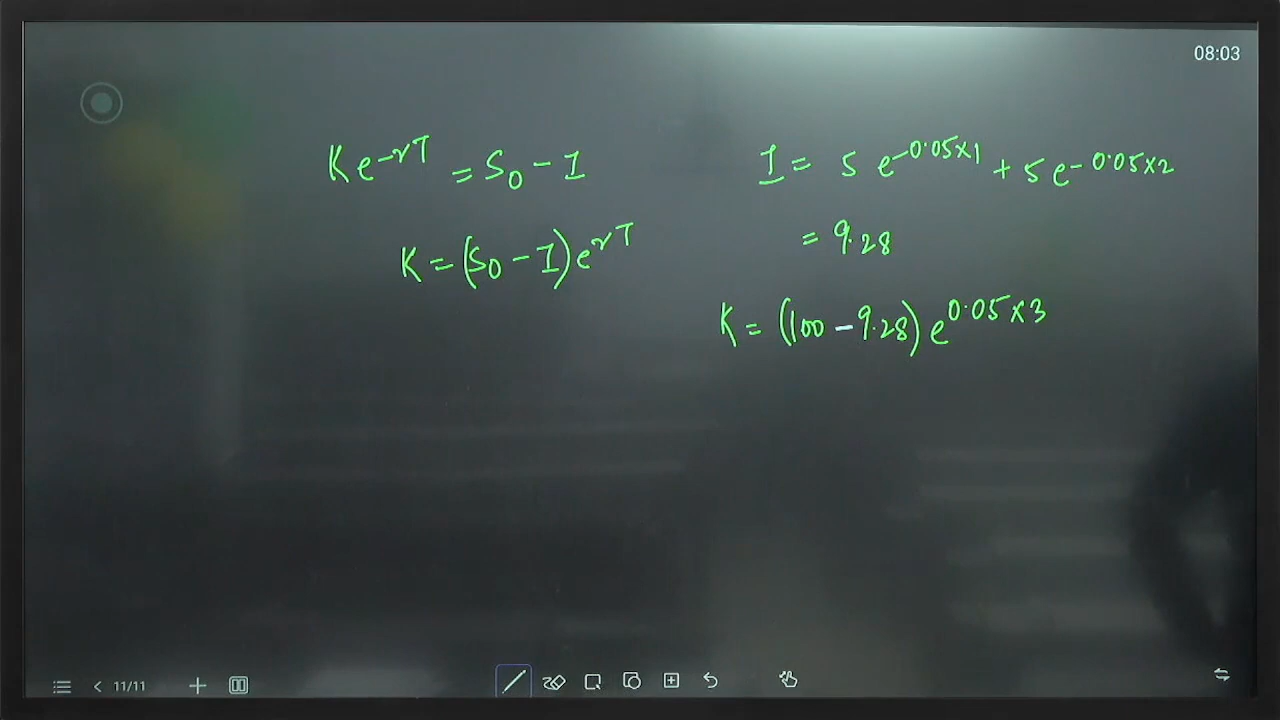 08:03
Ke^{-rT} = S_0 - I
K = (S_0 - I)e^{rT}
I = 5 e^{-0.05×1} + 5e^{-0.05×2}
= 9.28
K = (100 - 9.28) e^{0.05×3}
11/11